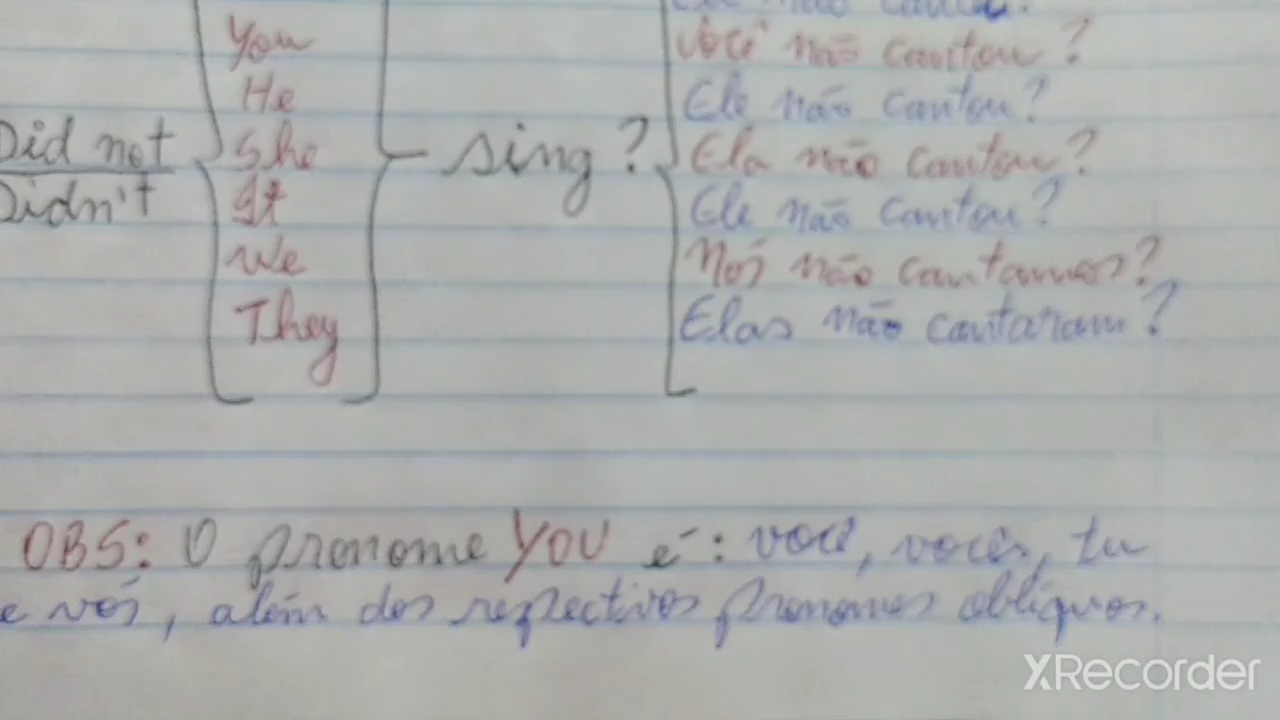 não
You Você não cantou?
He Ele não cantou?
Did not She sing? Ela não cantou?
Didn't It Ele não cantou?
We Nós não cantamos?
They Elas não cantaram?
OBS: O pronome YOU é: você, vocês, tu
e vós, além dos respectivos pronomes oblíquos.
XRecorder